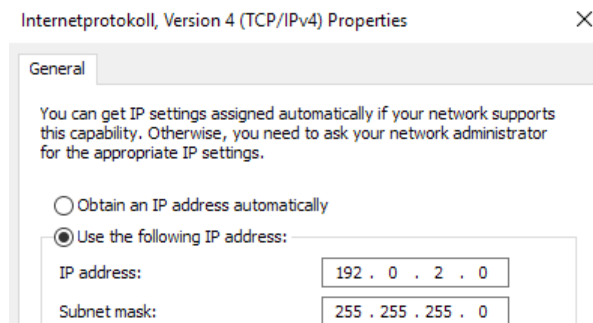 Internetprotokoll, Version 4 (TCP/IPv4) Properties
General
You can get IP settings assigned automatically if your network supports
this capability. Otherwise, you need to ask your network administrator
for the appropriate IP settings.
Obtain an IP address automatically
Use the following IP address:
IP address: 192 . 0 . 2 . 0
Subnet mask: 255 . 255 . 255 . 0